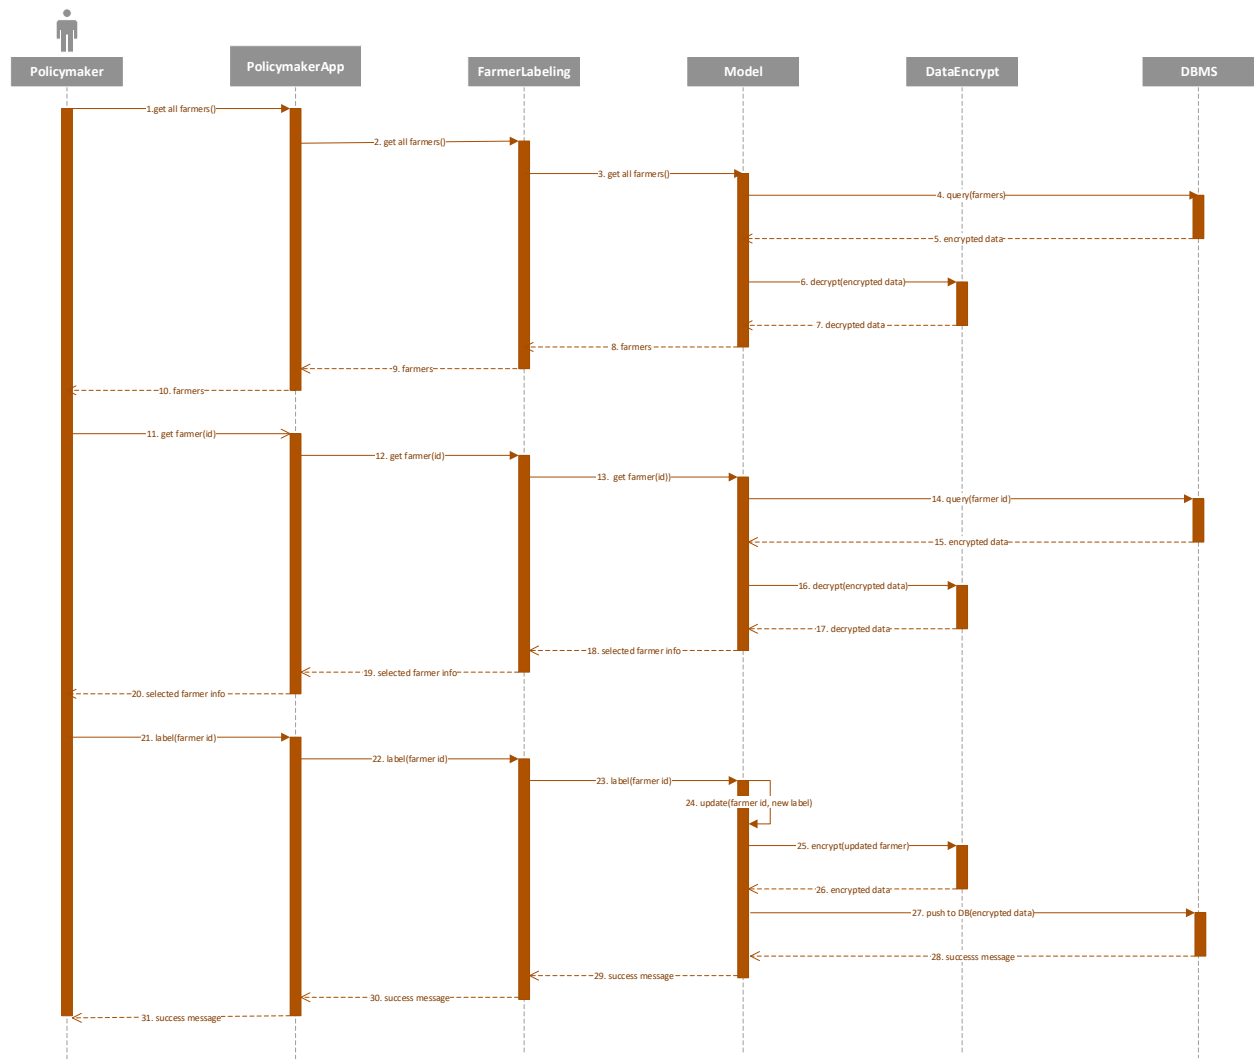 Policymaker
PolicymakerApp
FarmerLabeling
Model
DataEncrypt
DBMS
1.get all farmers()
2. get all farmers()
3. get all farmers()
4. query(farmers)
5. encrypted data
6. decrypt(encrypted data)
7. decrypted data
8. farmers
9. farmers
10. farmers
11. get farmer(id)
12. get farmer(id)
13. get farmer(id))
14. query(farmer id)
15. encrypted data
16. decrypt(encrypted data)
17. decrypted data
18. selected farmer info
19. selected farmer info
20. selected farmer info
21. label(farmer id)
22. label(farmer id)
23. label(farmer id)
24. update(farmer id, new label)
25. encrypt(updated farmer)
26. encrypted data
27. push to DB(encrypted data)
28. successs message
29. success message
30. success message
31. success message